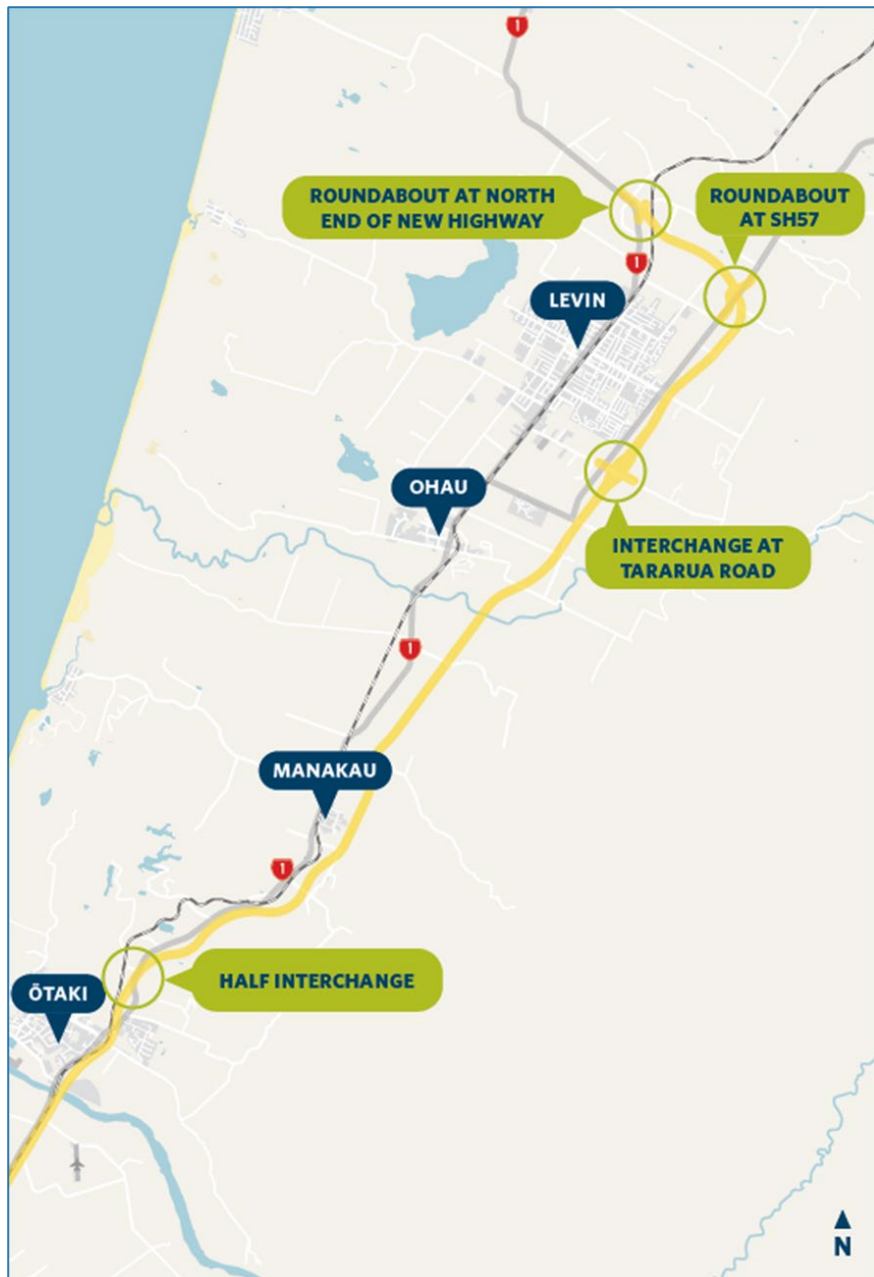 1
ROUNDABOUT AT NORTH
END OF NEW HIGHWAY
ROUNDABOUT
AT SH57
1
LEVIN
OHAU
INTERCHANGE AT
TARARUA ROAD
1
MANAKAU
1
HALF INTERCHANGE
ŌTAKI
N